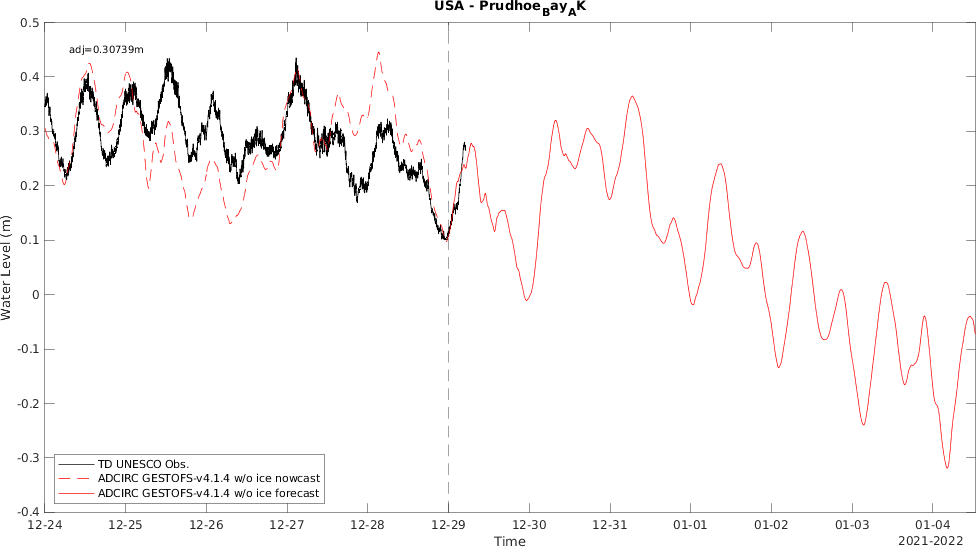 USA - Prudhoe_Bay_AK
adj=0.30739m
0.5
0.4
0.3
0.2
0.1
0
-0.1
-0.2
-0.3
-0.4
Water Level (m)
TD UNESCO Obs.
ADCIRC GESTOFS-v4.1.4 w/o ice nowcast
ADCIRC GESTOFS-v4.1.4 w/o ice forecast
12-24 12-25 12-26 12-27 12-28 12-29 12-30 12-31 01-01 01-02 01-03 01-04
Time
2021-2022